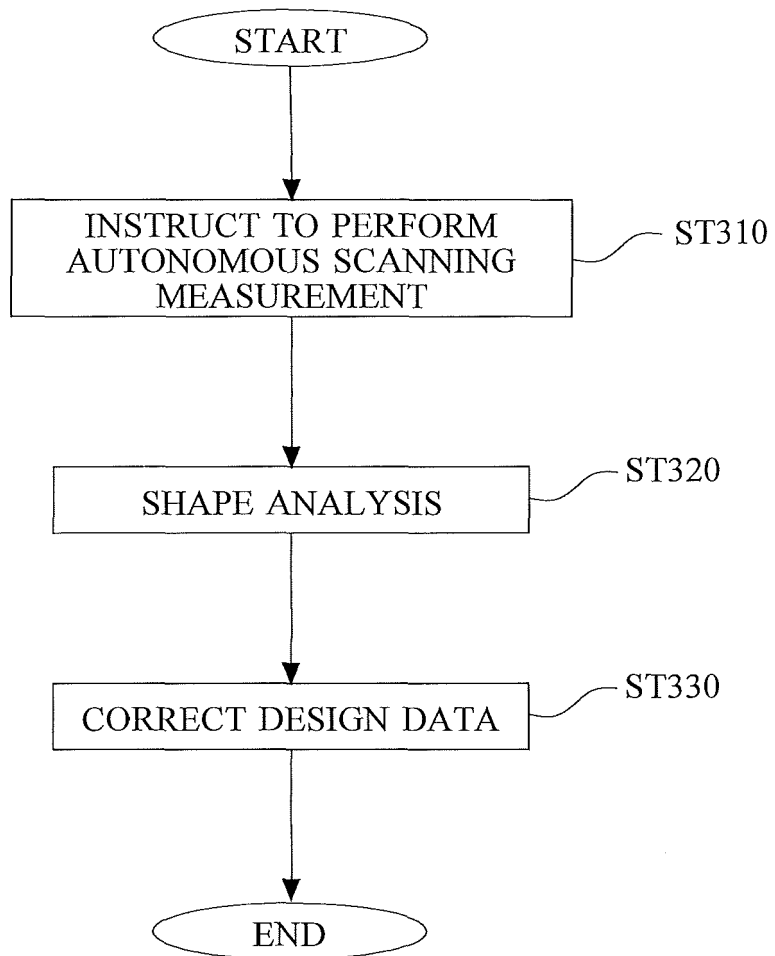 START
INSTRUCT TO PERFORM
AUTONOMOUS SCANNING
MEASUREMENT
ST310
SHAPE ANALYSIS
ST320
CORRECT DESIGN DATA
ST330
END